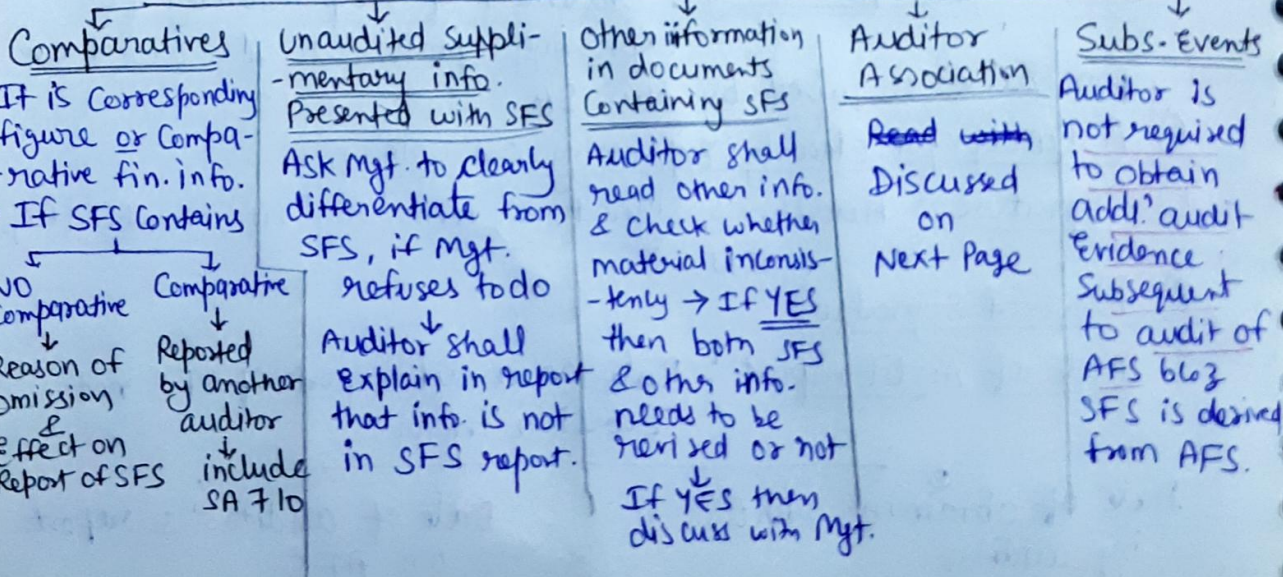 Comparatives
It is Corresponding
figure or Compa-
-rative fin. info.
If SFS Contains
NO
Comparative
↓
Reason of
omission
&
effect on
Report of SFS
Comparative
↓
Reported
by another
auditor
↓
include
SA 710
Unaudited Suppli-
-mentary info.
Presented with SFS
Ask Mgt. to clearly
differentiate from
SFS, if Mgt.
refuses to do
↓
Auditor shall
explain in report
that info. is not
in SFS report.
Other information
in documents
Containing SFS
Auditor shall
read other info.
& Check whether
material inconsis-
-tency → If YES
then both SFS
& other info.
needs to be
revised or not
↓
If YES then
discuss with Mgt.
Auditor
Association
Read with
Discussed
on
Next Page
Subs. Events
Auditor is
not required
to obtain
addl. audit
Evidence
Subsequent
to audit of
AFS bcoz
SFS is derived
from AFS.